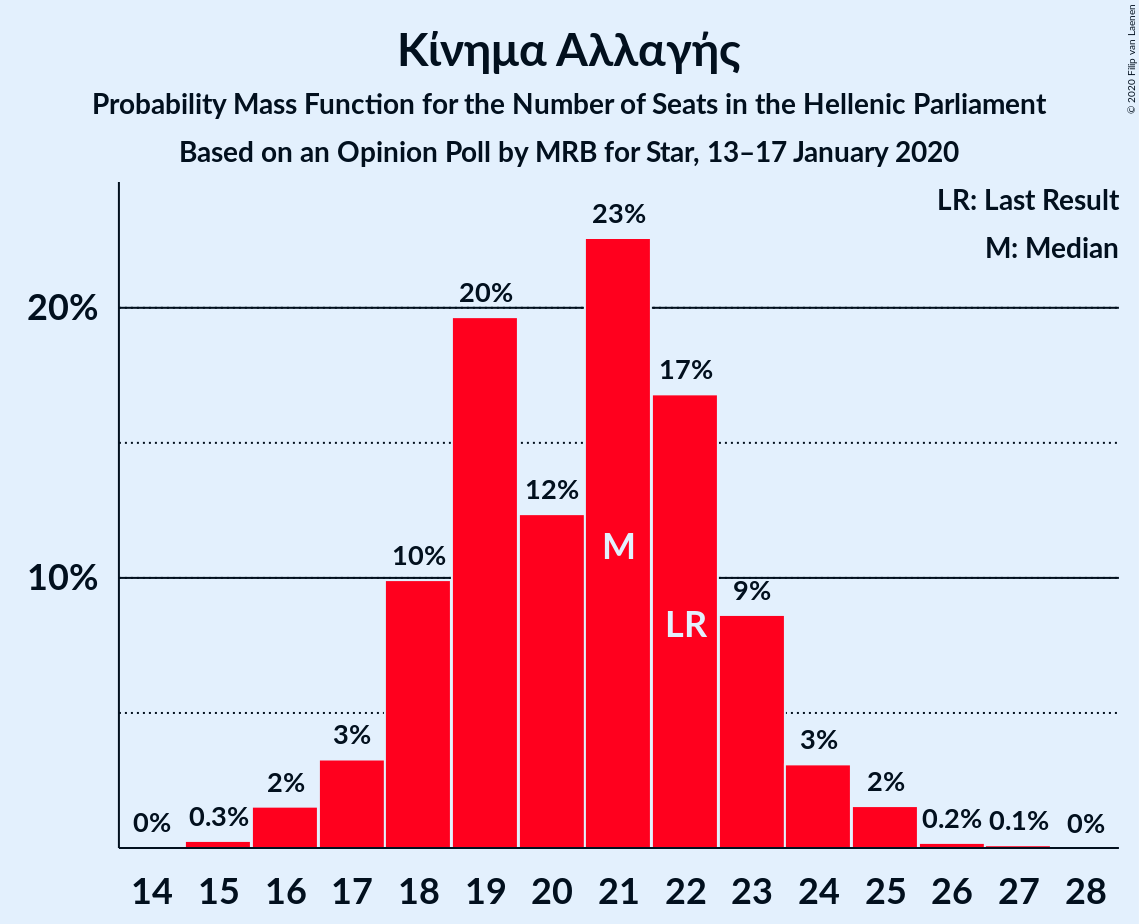 Κίνημα Αλλαγής
Probability Mass Function for the Number of Seats in the Hellenic Parliament
Based on an Opinion Poll by MRB for Star, 13–17 January 2020
© 2020 Filip van Laenen
LR: Last Result
M: Median
20%
10%
0%
0.3%
2%
3%
10%
20%
12%
23%
17%
9%
3%
2%
0.2%
0.1%
0%
M
LR
14 15 16 17 18 19 20 21 22 23 24 25 26 27 28